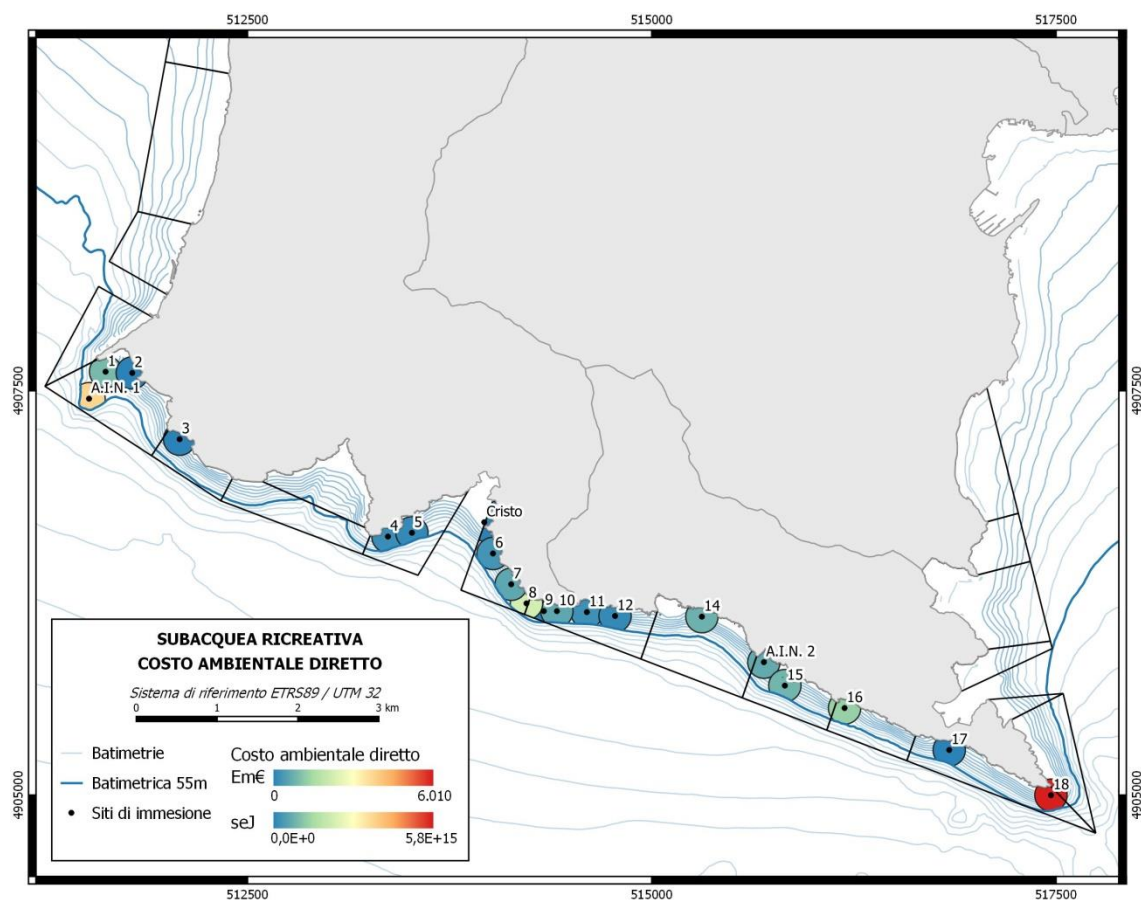 512500
515000
517500
4907500
4907500
1
2
A.I.N. 1
3
4
5
Cristo
6
7
8
9
10
11
12
14
A.I.N. 2
15
16
17
18
4905000
4905000
SUBACQUEA RICREATIVA
COSTO AMBIENTALE DIRETTO
Sistema di riferimento ETRS89 / UTM 32
0 1 2 3 km
Batimetrie
Batimetrica 55m
Siti di immesione
Costo ambientale diretto
Em€
0 6.010
seJ
0,0E+0 5,8E+15
512500
515000
517500